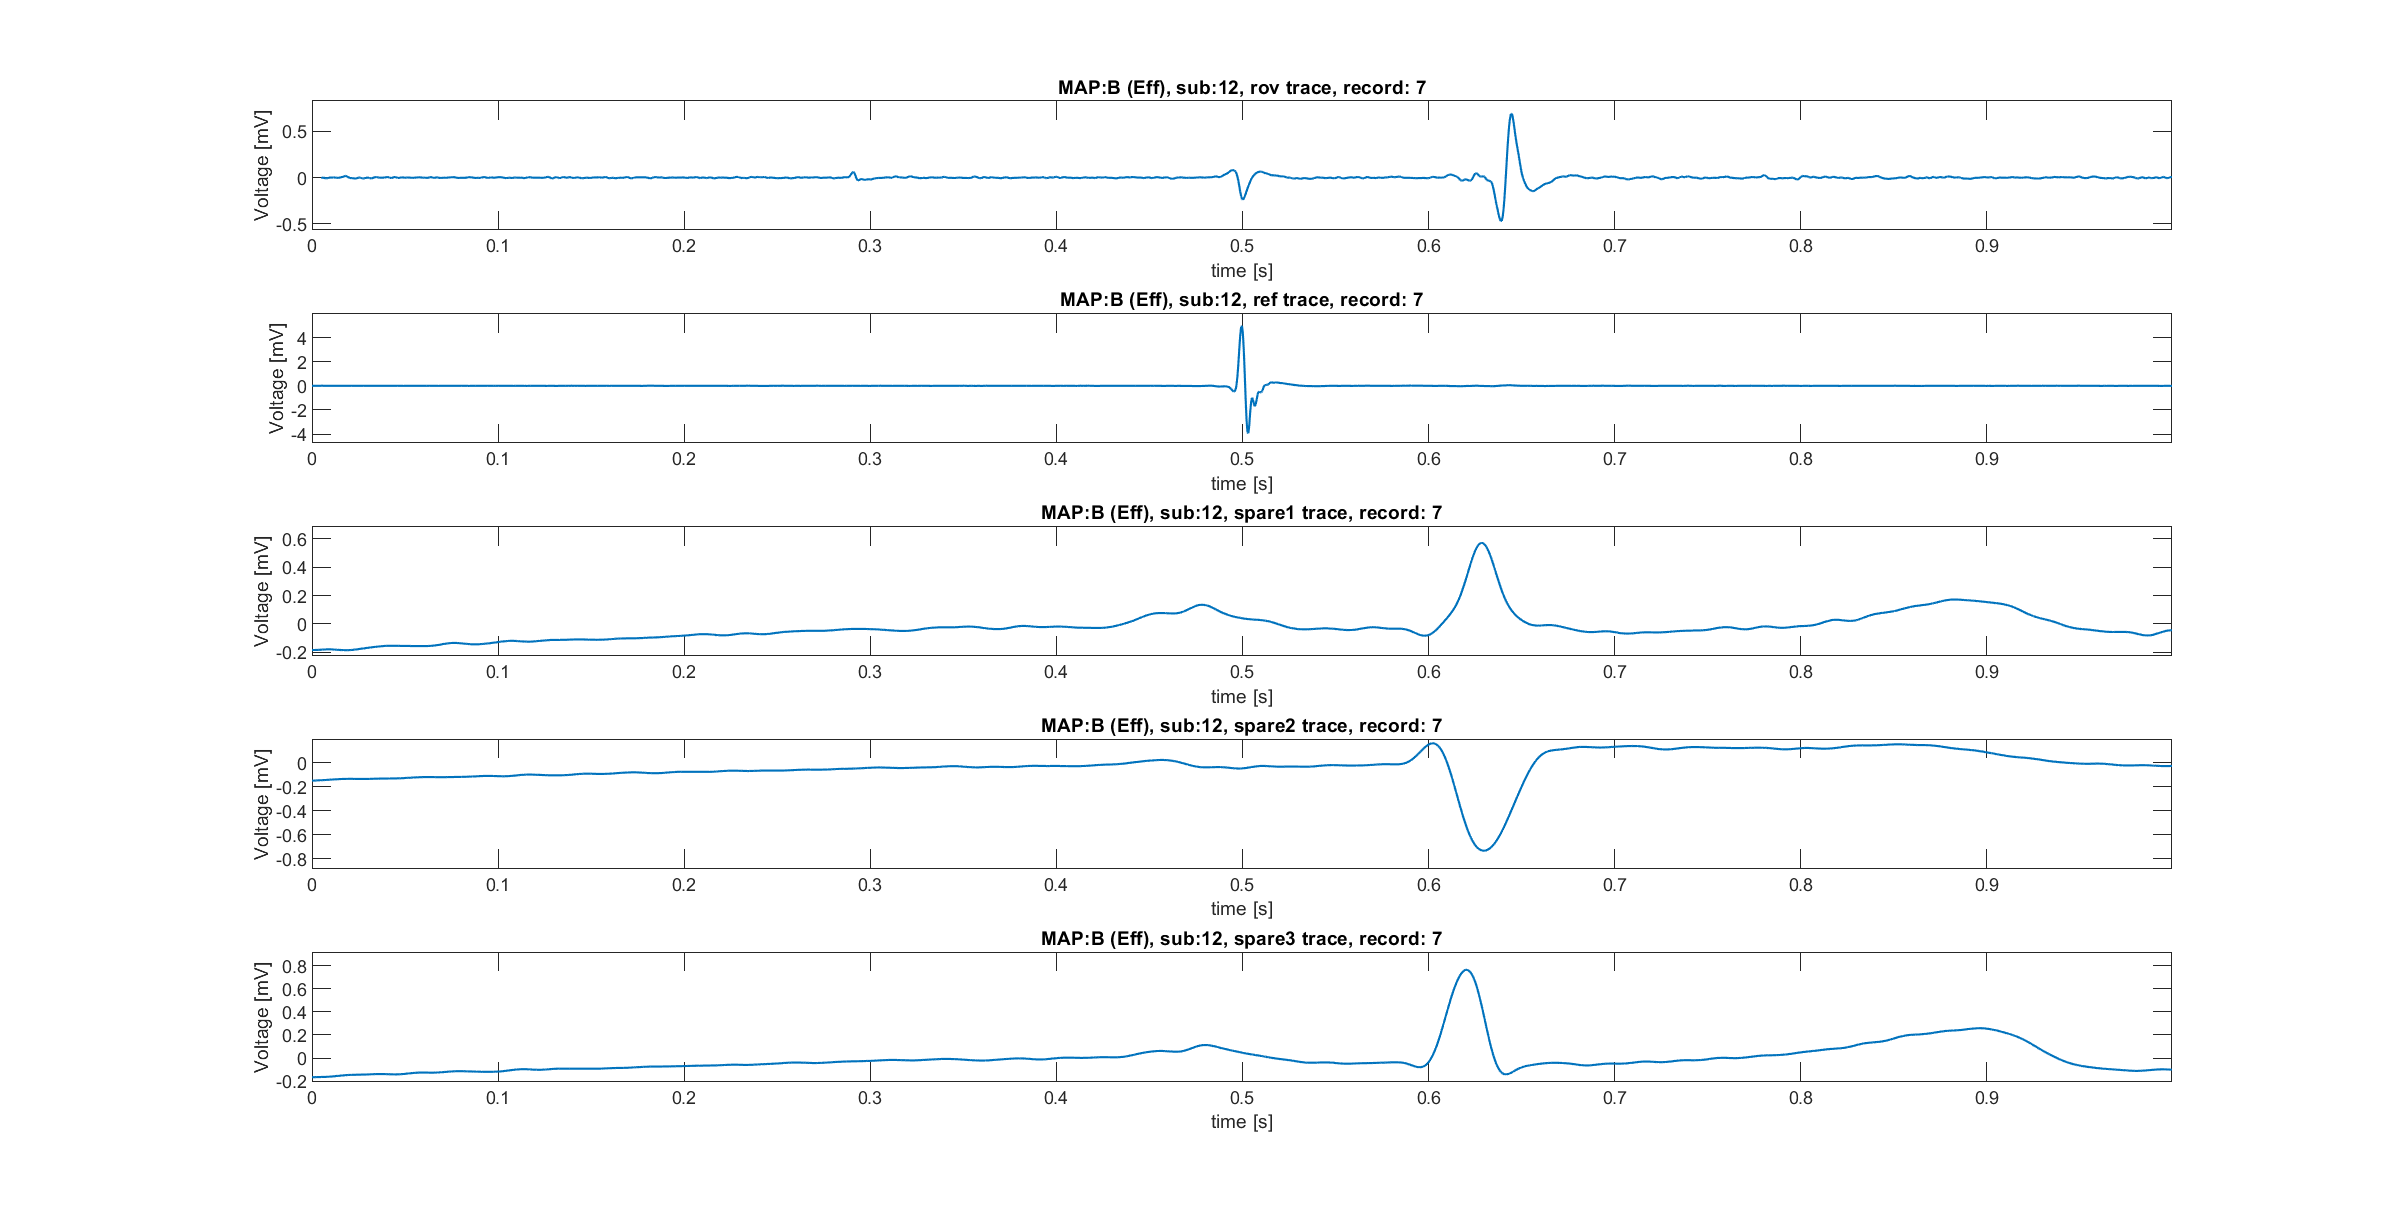 MAP:B (Eff), sub:12, rov trace, record: 7
Voltage [mV]
0.5
0
-0.5
0 0.1 0.2 0.3 0.4 0.5 0.6 0.7 0.8 0.9
time [s]
MAP:B (Eff), sub:12, ref trace, record: 7
Voltage [mV]
4
2
0
-2
-4
0 0.1 0.2 0.3 0.4 0.5 0.6 0.7 0.8 0.9
time [s]
MAP:B (Eff), sub:12, spare1 trace, record: 7
Voltage [mV]
0.6
0.4
0.2
0
-0.2
0 0.1 0.2 0.3 0.4 0.5 0.6 0.7 0.8 0.9
time [s]
MAP:B (Eff), sub:12, spare2 trace, record: 7
Voltage [mV]
0
-0.2
-0.4
-0.6
-0.8
0 0.1 0.2 0.3 0.4 0.5 0.6 0.7 0.8 0.9
time [s]
MAP:B (Eff), sub:12, spare3 trace, record: 7
Voltage [mV]
0.8
0.6
0.4
0.2
0
-0.2
0 0.1 0.2 0.3 0.4 0.5 0.6 0.7 0.8 0.9
time [s]